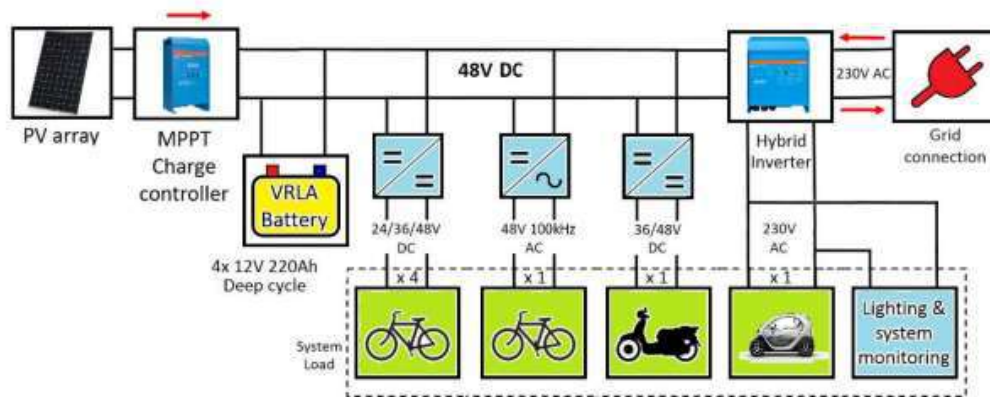 48V DC
230V AC
PV array
MPPT
Charge
controller
Hybrid
Inverter
Grid
connection
VRLA
Battery
4x 12V 220Ah
Deep cycle
24/36/48V
DC
48V 100kHz
AC
36/48V
DC
230V
AC
x 4
x 1
x 1
x 1
System
Load
Lighting &
system
monitoring